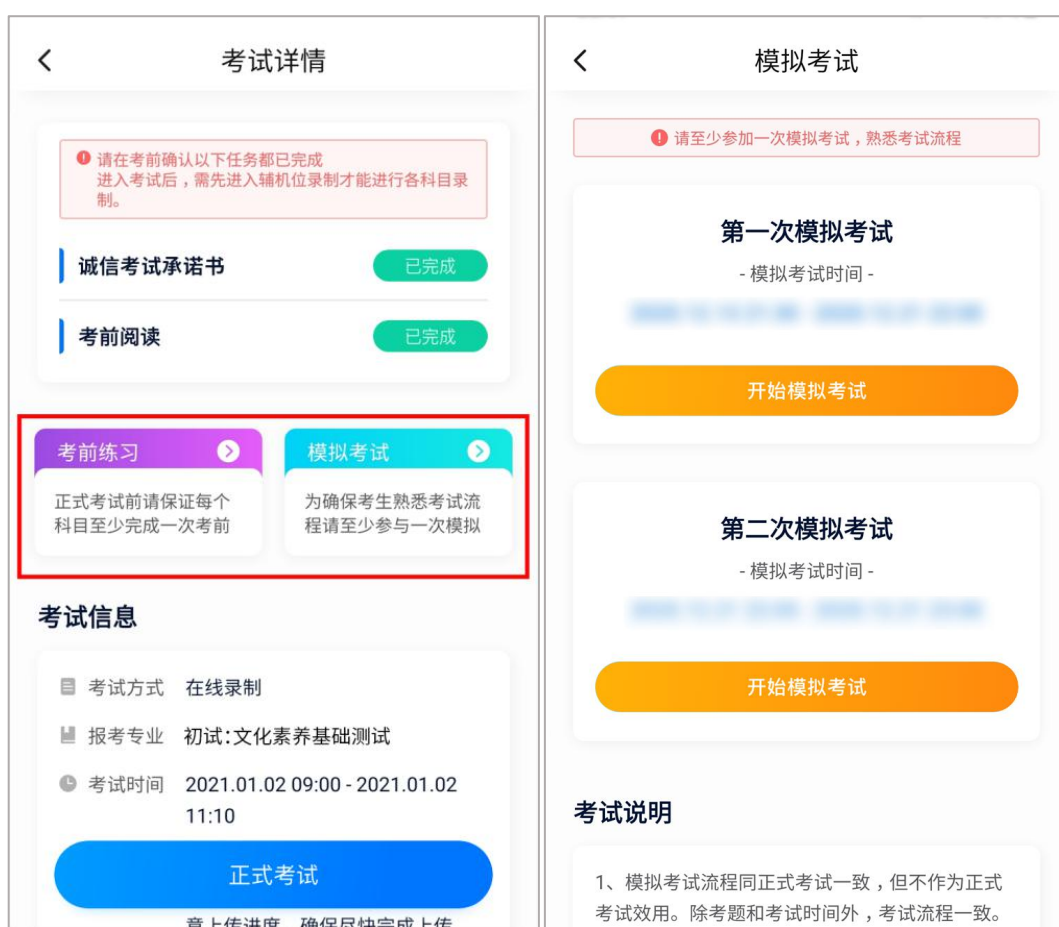 考试详情
请在考前确认以下任务都已完成
进入考试后，需先进入辅机位录制才能进行各科目录
制。
诚信考试承诺书
已完成
考前阅读
已完成
考前练习
模拟考试
正式考试前请保证每个
科目至少完成一次考前
为确保考生熟悉考试流
程请至少参与一次模拟
考试信息
考试方式 在线录制
报考专业 初试：文化素养基础测试
考试时间 2021.01.02 09:00 - 2021.01.02
11:10
正式考试
意上传进度，确保尽快完成上传
模拟考试
请至少参加一次模拟考试，熟悉考试流程
第一次模拟考试
- 模拟考试时间 -
开始模拟考试
第二次模拟考试
- 模拟考试时间 -
开始模拟考试
考试说明
1、模拟考试流程同正式考试一致，但不作为正式
考试效用。除考题和考试时间外，考试流程一致。